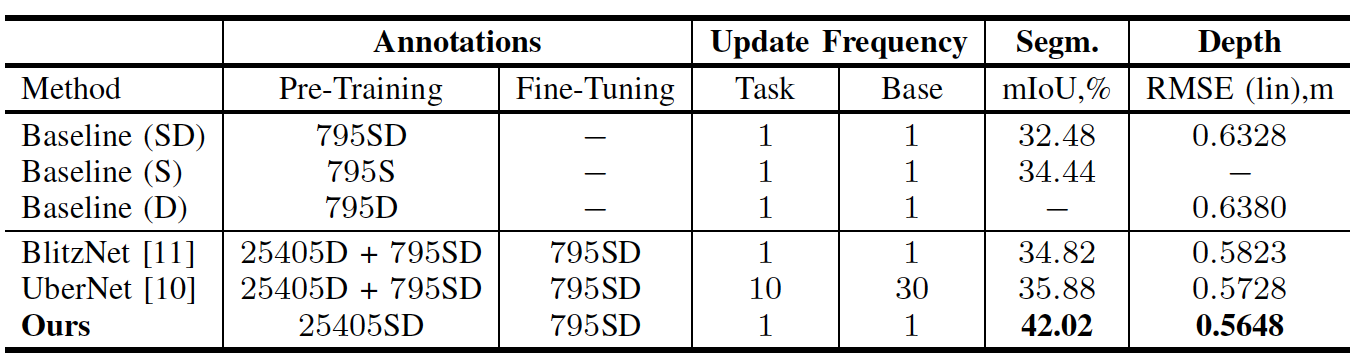 Annotations Update Frequency Segm. Depth
Method Pre-Training Fine-Tuning Task Base mIoU,% RMSE (lin),m
Baseline (SD) 795SD − 1 1 32.48 0.6328
Baseline (S) 795S − 1 1 34.44 −
Baseline (D) 795D − 1 1 − 0.6380
BlitzNet [11] 25405D + 795SD 795SD 1 1 34.82 0.5823
UberNet [10] 25405D + 795SD 795SD 10 30 35.88 0.5728
Ours 25405SD 795SD 1 1 42.02 0.5648